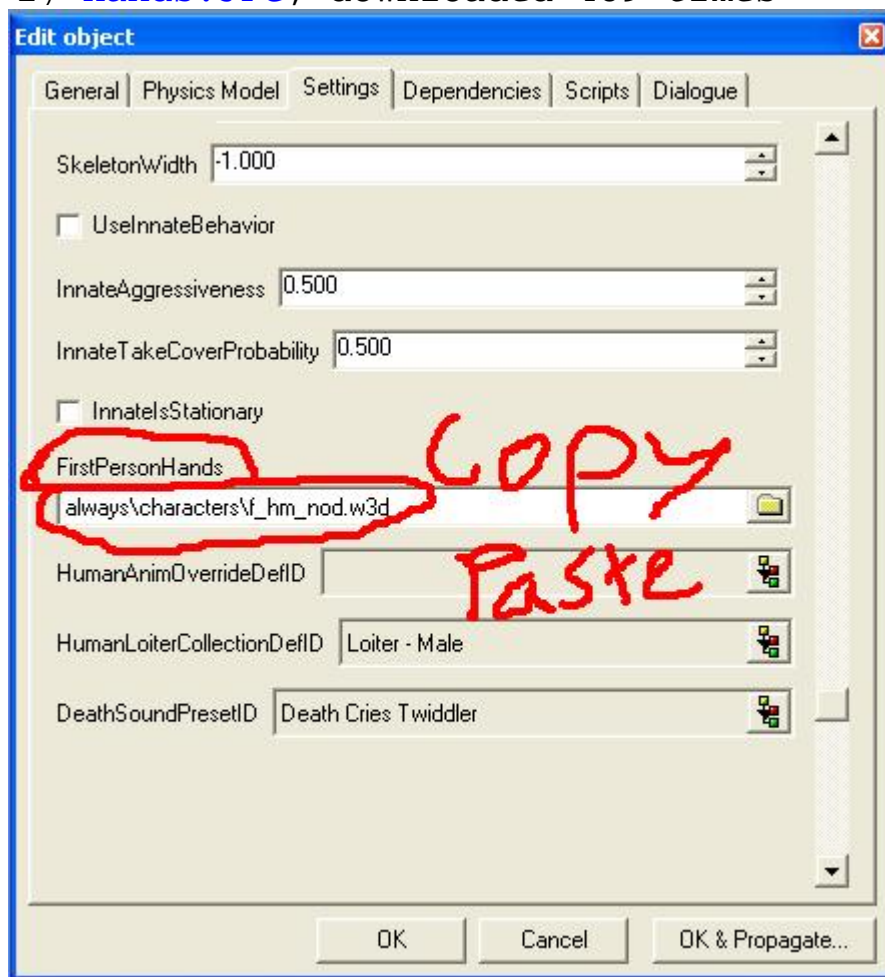 Edit object
General Physics Model Settings Dependencies Scripts Dialogue
SkeletonWidth -1.000
UseInnateBehavior
InnateAggressiveness 0.500
InnateTakeCoverProbability 0.500
InnateIsStationary
Copy
FirstPersonHands
always\characters\f_hm_nod.w3d
Paste
HumanAnimOverrideDefID
HumanLoiterCollectionDefID Loiter - Male
DeathSoundPresetID Death Cries Twiddler
OK Cancel OK & Propagate...